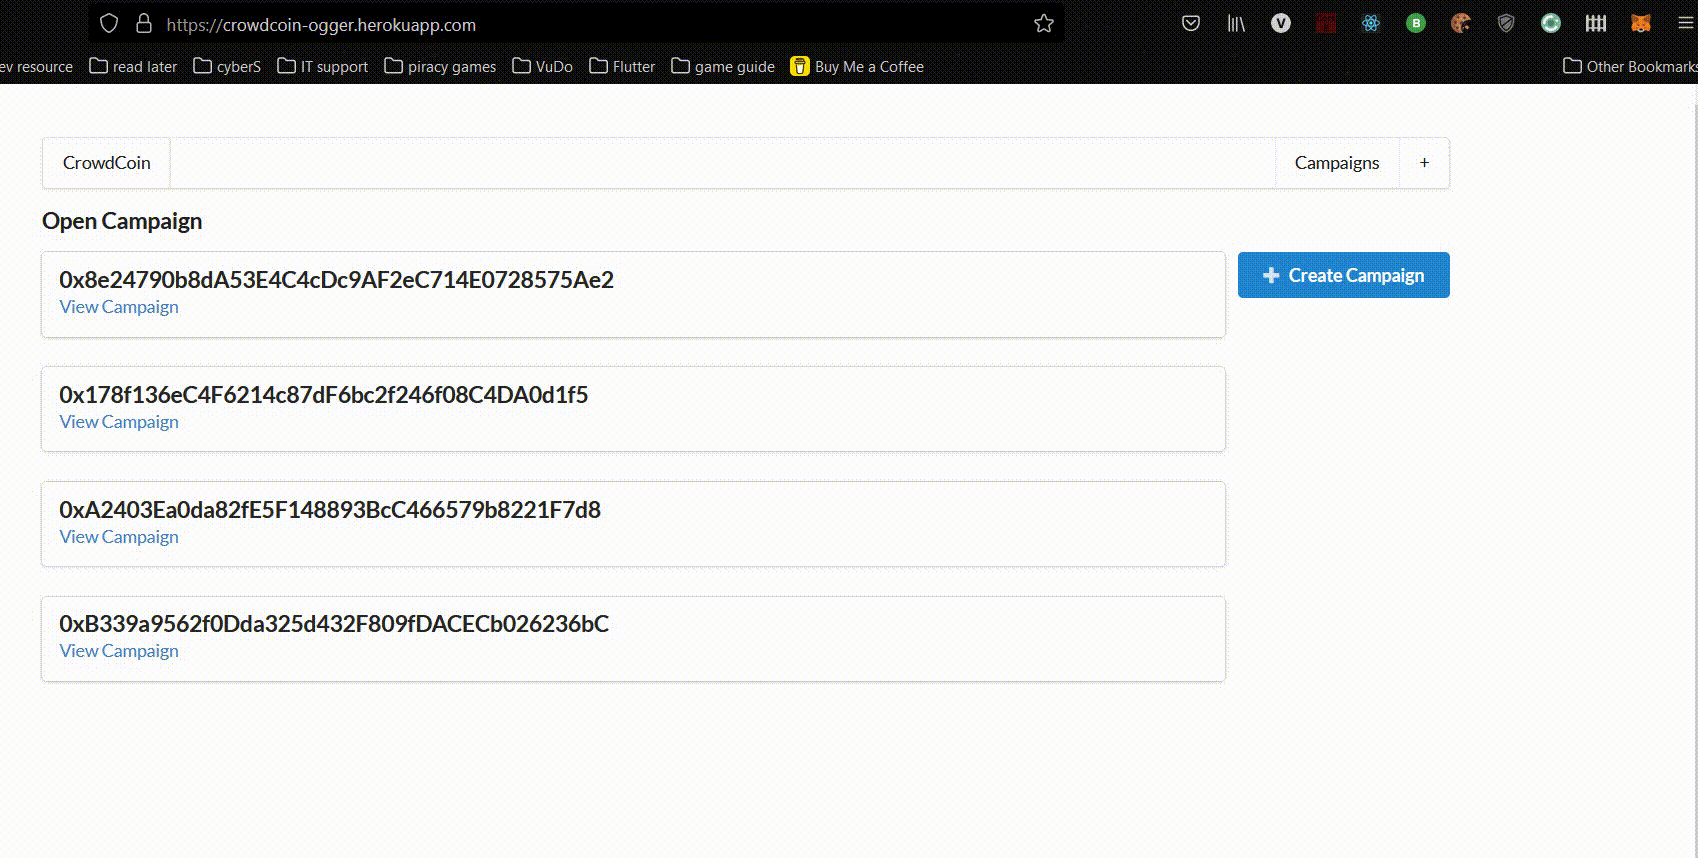 https://crowdcoin-ogger.herokuapp.com
ev resource read later cyberS IT support piracy games VuDo Flutter game guide Buy Me a Coffee Other Bookmarks
CrowdCoin Campaigns +
Open Campaign
0x8e24790b8dA53E4C4cDc9AF2eC714E0728575Ae2
View Campaign
Create Campaign
0x178f136eC4F6214c87dF6bc2f246f08C4DA0d1f5
View Campaign
0xA2403Ea0da82fE5F148893BcC466579b8221F7d8
View Campaign
0xB339a9562f0Dda325d432F809fDACECb026236bC
View Campaign